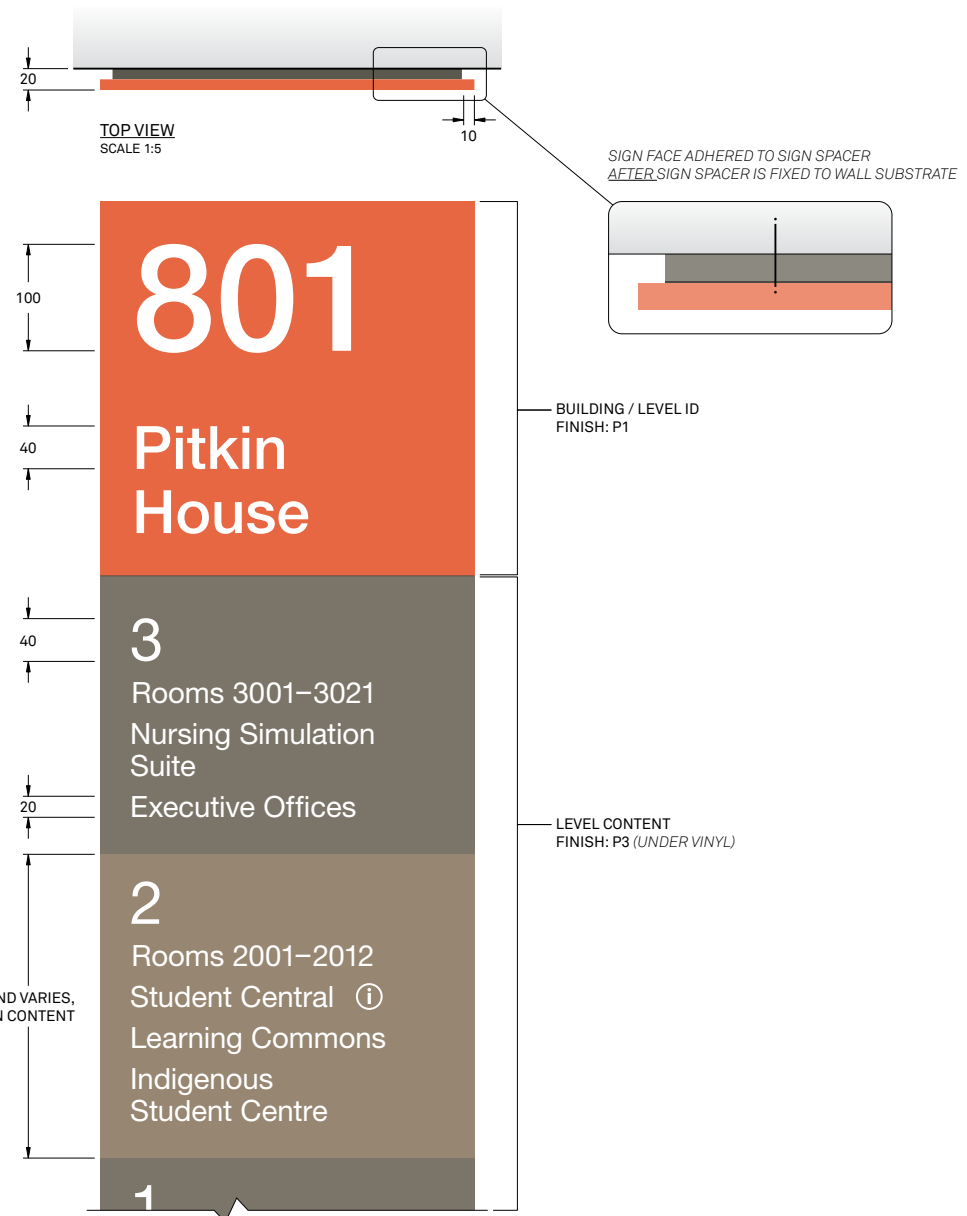 20
TOP VIEW
SCALE 1:5
10
SIGN FACE ADHERED TO SIGN SPACER
AFTER SIGN SPACER IS FIXED TO WALL SUBSTRATE
100
801
40
Pitkin
House
BUILDING / LEVEL ID
FINISH: P1
40
3
Rooms 3001–3021
Nursing Simulation
Suite
20
Executive Offices
LEVEL CONTENT
FINISH: P3 (UNDER VINYL)
2
Rooms 2001–2012
Student Central i
VARIES,
CONTENT
Learning Commons
Indigenous
Student Centre
1